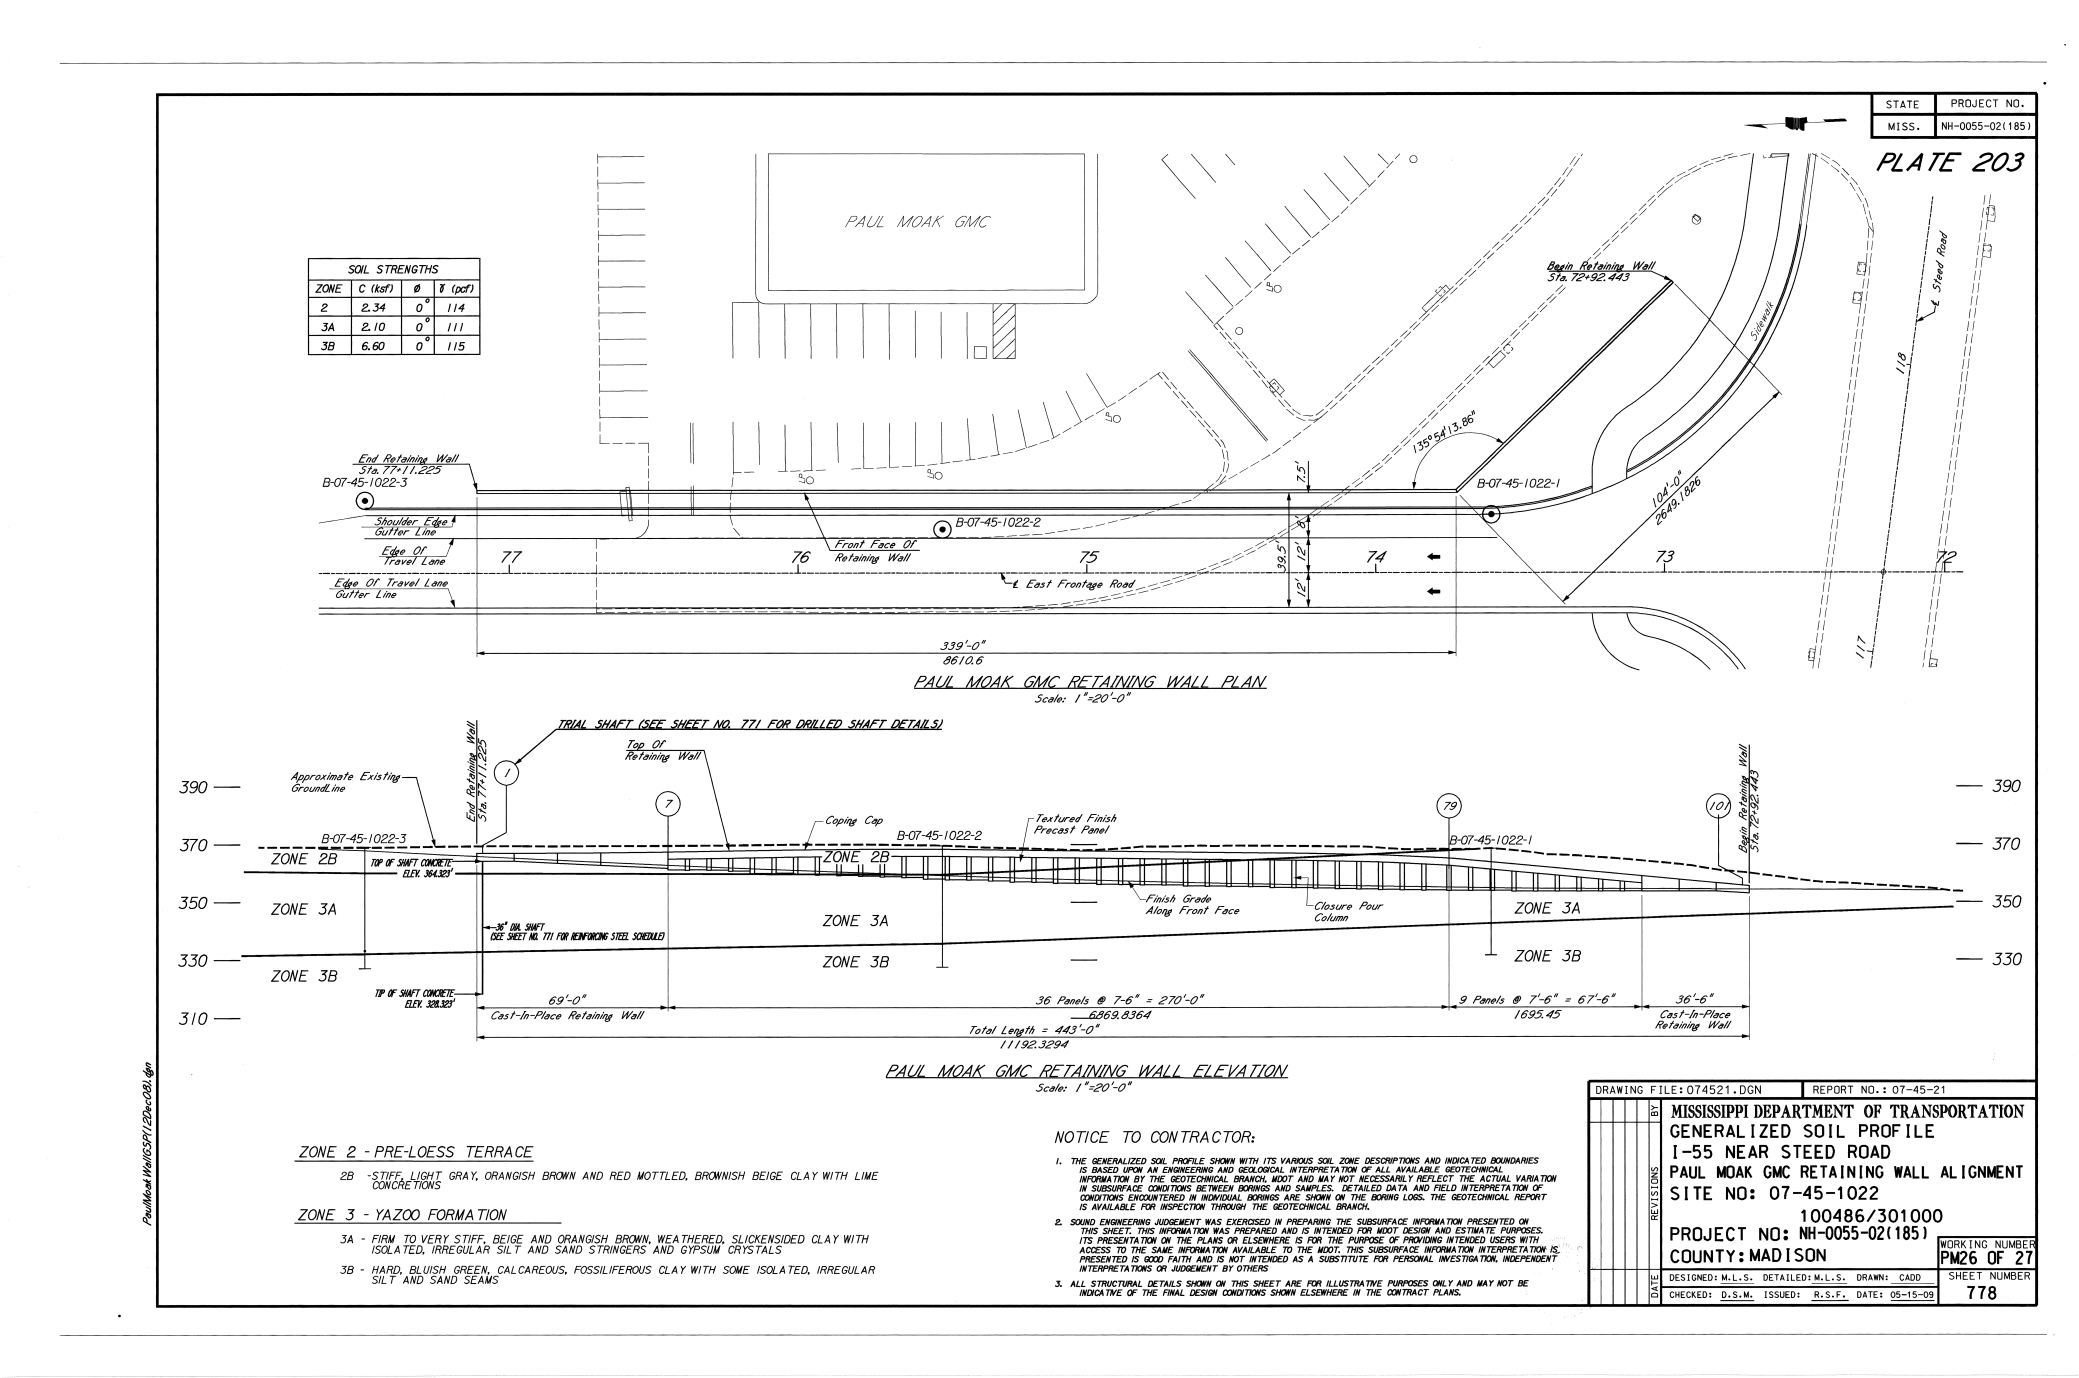 STATE
PROJECT NO.
MISS.
NH-0055-02(185)
PLATE 203
PAUL MOAK GMC
SOIL STRENGTHS
ZONE C (ksf) Ø γ (pcf)
2 2.34 0° 114
3A 2.10 0° 111
3B 6.60 0° 115
Begin Retaining Wall
Sta. 72+92.443
℄ Steed Road
Sidewalk
118
117
135°54'13.86"
End Retaining Wall
Sta. 77+11.225
B-07-45-1022-3
B-07-45-1022-1
7.5'
104'-0"
2649.1826
Shoulder Edge
Gutter Line
B-07-45-1022-2
8'
Edge Of
Travel Lane
Front Face Of
Retaining Wall
39.5'
12'
12'
77
76
75
74
73
72
Edge Of Travel Lane
Gutter Line
℄ East Frontage Road
339'-0"
8610.6
PAUL MOAK GMC RETAINING WALL PLAN
Scale: 1"=20'-0"
TRIAL SHAFT (SEE SHEET NO. 771 FOR DRILLED SHAFT DETAILS)
End Retaining Wall
Sta. 77+11.225
1
Top Of
Retaining Wall
Begin Retaining Wall
Sta. 72+92.443
Approximate Existing
GroundLine
390
390
7
79
101
Coping Cap
Textured Finish
Precast Panel
B-07-45-1022-3
B-07-45-1022-2
B-07-45-1022-1
370
370
ZONE 2B
TOP OF SHAFT CONCRETE
ELEV. 364.323'
ZONE 2B
350
350
ZONE 3A
ZONE 3A
ZONE 3A
Finish Grade
Along Front Face
Closure Pour
Column
36" DIA. SHAFT
(SEE SHEET NO. 771 FOR REINFORCING STEEL SCHEDULE)
330
330
ZONE 3B
ZONE 3B
ZONE 3B
TIP OF SHAFT CONCRETE
ELEV. 328.323'
310
69'-0"
Cast-In-Place Retaining Wall
36 Panels @ 7'-6" = 270'-0"
6869.8364
9 Panels @ 7'-6" = 67'-6"
1695.45
36'-6"
Cast-In-Place
Retaining Wall
Total Length = 443'-0"
11192.3294
PAUL MOAK GMC RETAINING WALL ELEVATION
Scale: 1"=20'-0"
PaulMoakWallGSP(12Dec08).dgn
ZONE 2 - PRE-LOESS TERRACE
2B -STIFF, LIGHT GRAY, ORANGISH BROWN AND RED MOTTLED, BROWNISH BEIGE CLAY WITH LIME
CONCRETIONS
ZONE 3 - YAZOO FORMATION
3A - FIRM TO VERY STIFF, BEIGE AND ORANGISH BROWN, WEATHERED, SLICKENSIDED CLAY WITH
ISOLATED, IRREGULAR SILT AND SAND STRINGERS AND GYPSUM CRYSTALS
3B - HARD, BLUISH GREEN, CALCAREOUS, FOSSILIFEROUS CLAY WITH SOME ISOLATED, IRREGULAR
SILT AND SAND SEAMS
NOTICE TO CONTRACTOR:
1. THE GENERALIZED SOIL PROFILE SHOWN WITH ITS VARIOUS SOIL ZONE DESCRIPTIONS AND INDICATED BOUNDARIES
IS BASED UPON AN ENGINEERING AND GEOLOGICAL INTERPRETATION OF ALL AVAILABLE GEOTECHNICAL
INFORMATION BY THE GEOTECHNICAL BRANCH, MDOT AND MAY NOT NECESSARILY REFLECT THE ACTUAL VARIATION
IN SUBSURFACE CONDITIONS BETWEEN BORINGS AND SAMPLES. DETAILED DATA AND FIELD INTERPRETATION OF
CONDITIONS ENCOUNTERED IN INDIVIDUAL BORINGS ARE SHOWN ON THE BORING LOGS. THE GEOTECHNICAL REPORT
IS AVAILABLE FOR INSPECTION THROUGH THE GEOTECHNICAL BRANCH.
2. SOUND ENGINEERING JUDGEMENT WAS EXERCISED IN PREPARING THE SUBSURFACE INFORMATION PRESENTED ON
THIS SHEET. THIS INFORMATION WAS PREPARED AND IS INTENDED FOR MDOT DESIGN AND ESTIMATE PURPOSES.
ITS PRESENTATION ON THE PLANS OR ELSEWHERE IS FOR THE PURPOSE OF PROVIDING INTENDED USERS WITH
ACCESS TO THE SAME INFORMATION AVAILABLE TO THE MDOT. THIS SUBSURFACE INFORMATION INTERPRETATION IS
PRESENTED IS GOOD FAITH AND IS NOT INTENDED AS A SUBSTITUTE FOR PERSONAL INVESTIGATION, INDEPENDENT
INTERPRETATIONS OR JUDGEMENT BY OTHERS
3. ALL STRUCTURAL DETAILS SHOWN ON THIS SHEET ARE FOR ILLUSTRATIVE PURPOSES ONLY AND MAY NOT BE
INDICATIVE OF THE FINAL DESIGN CONDITIONS SHOWN ELSEWHERE IN THE CONTRACT PLANS.
DRAWING FILE:074521.DGN
REPORT NO.: 07-45-21
BY
REVISIONS
DATE
MISSISSIPPI DEPARTMENT OF TRANSPORTATION
GENERALIZED SOIL PROFILE
I-55 NEAR STEED ROAD
PAUL MOAK GMC RETAINING WALL ALIGNMENT
SITE NO: 07-45-1022
100486/301000
PROJECT NO: NH-0055-02(185)
COUNTY: MADISON
WORKING NUMBER
PM26 OF 27
DESIGNED: M.L.S. DETAILED: M.L.S. DRAWN: CADD
CHECKED: D.S.M. ISSUED: R.S.F. DATE: 05-15-09
SHEET NUMBER
778